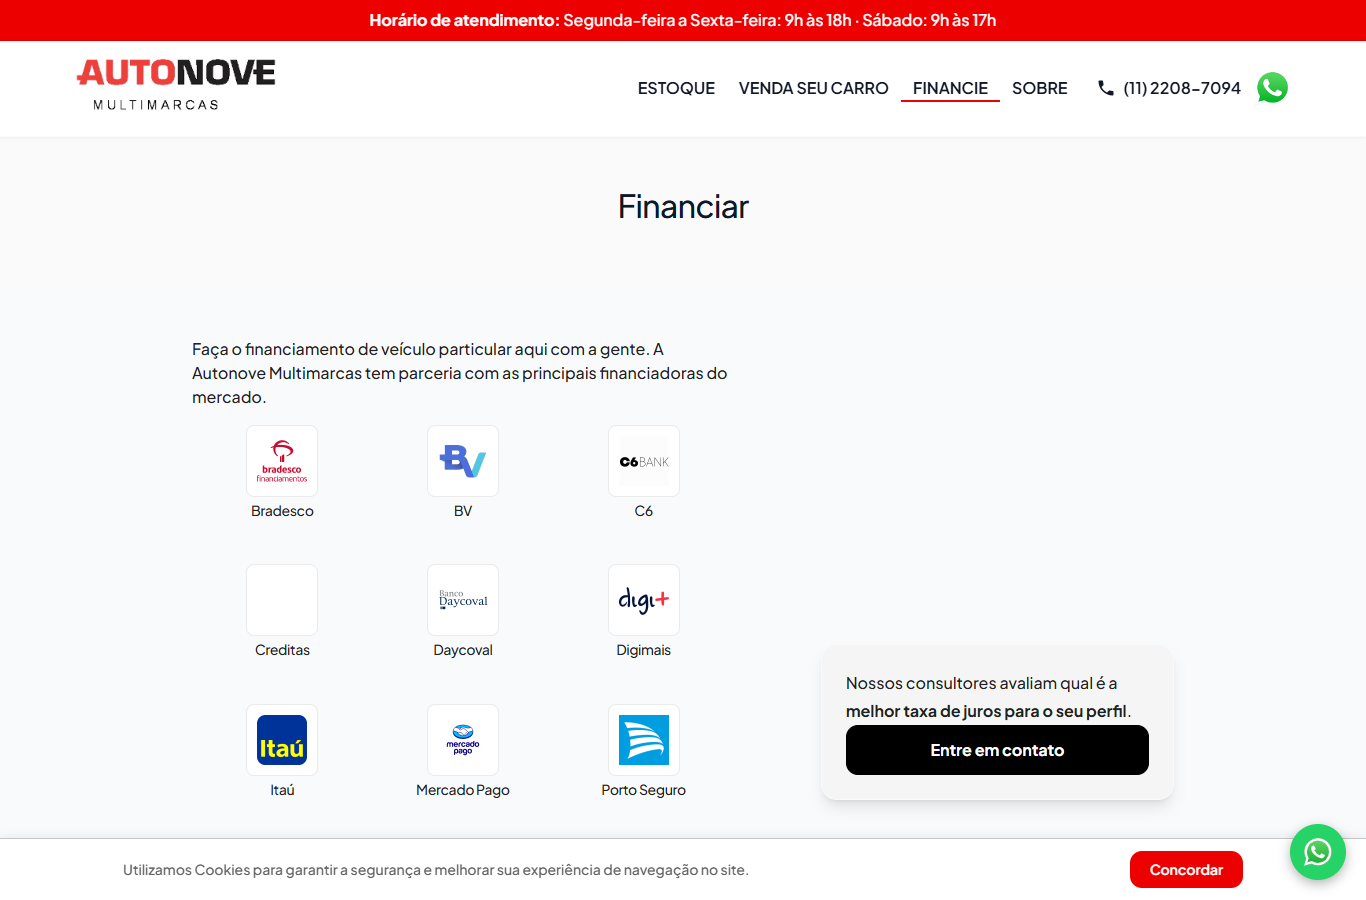 Horário de atendimento: Segunda-feira a Sexta-feira: 9h às 18h · Sábado: 9h às 17h
AUTONOVE
MULTIMARCAS
ESTOQUE VENDA SEU CARRO FINANCIE SOBRE (11) 2208-7094
Financiar
Faça o financiamento de veículo particular aqui com a gente. A
Autonove Multimarcas tem parceria com as principais financiadoras do
mercado.
bradesco
financiamentos
BV
C6BANK
Bradesco BV C6
Banco
Daycoval
digi+
Creditas Daycoval Digimais
Nossos consultores avaliam qual é a
melhor taxa de juros para o seu perfil.
Entre em contato
Itaú
mercado
pago
Itaú Mercado Pago Porto Seguro
Utilizamos Cookies para garantir a segurança e melhorar sua experiência de navegação no site.
Concordar